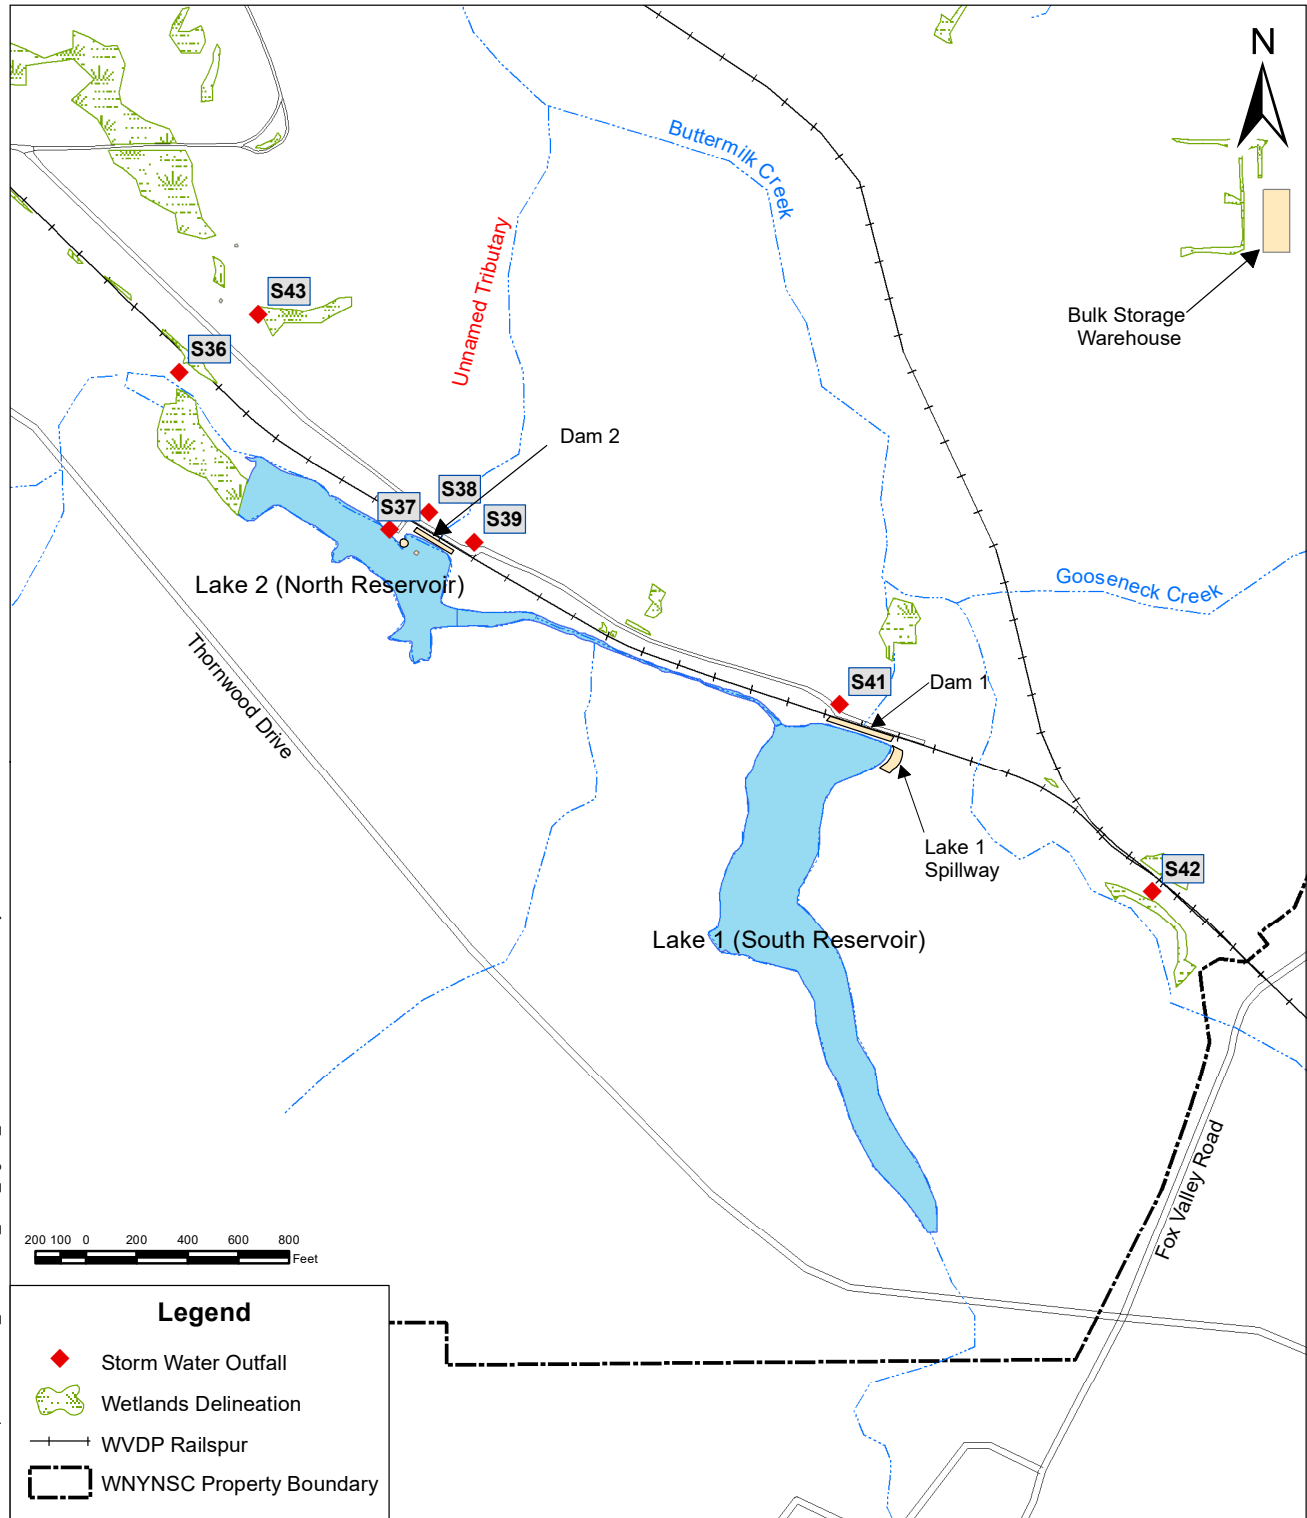 N
Buttermilk Creek
Unnamed Tributary
S43
Bulk Storage
Warehouse
S36
Dam 2
S38
S37
S39
Lake 2 (North Reservoir)
Gooseneck Creek
Thornwood Drive
S41
Dam 1
Lake 1
Spillway
S42
Lake 1 (South Reservoir)
Fox Valley Road
200 100 0 200 400 600 800
Feet
Legend
Storm Water Outfall
Wetlands Delineation
WVDP Railspur
WNYNSC Property Boundary